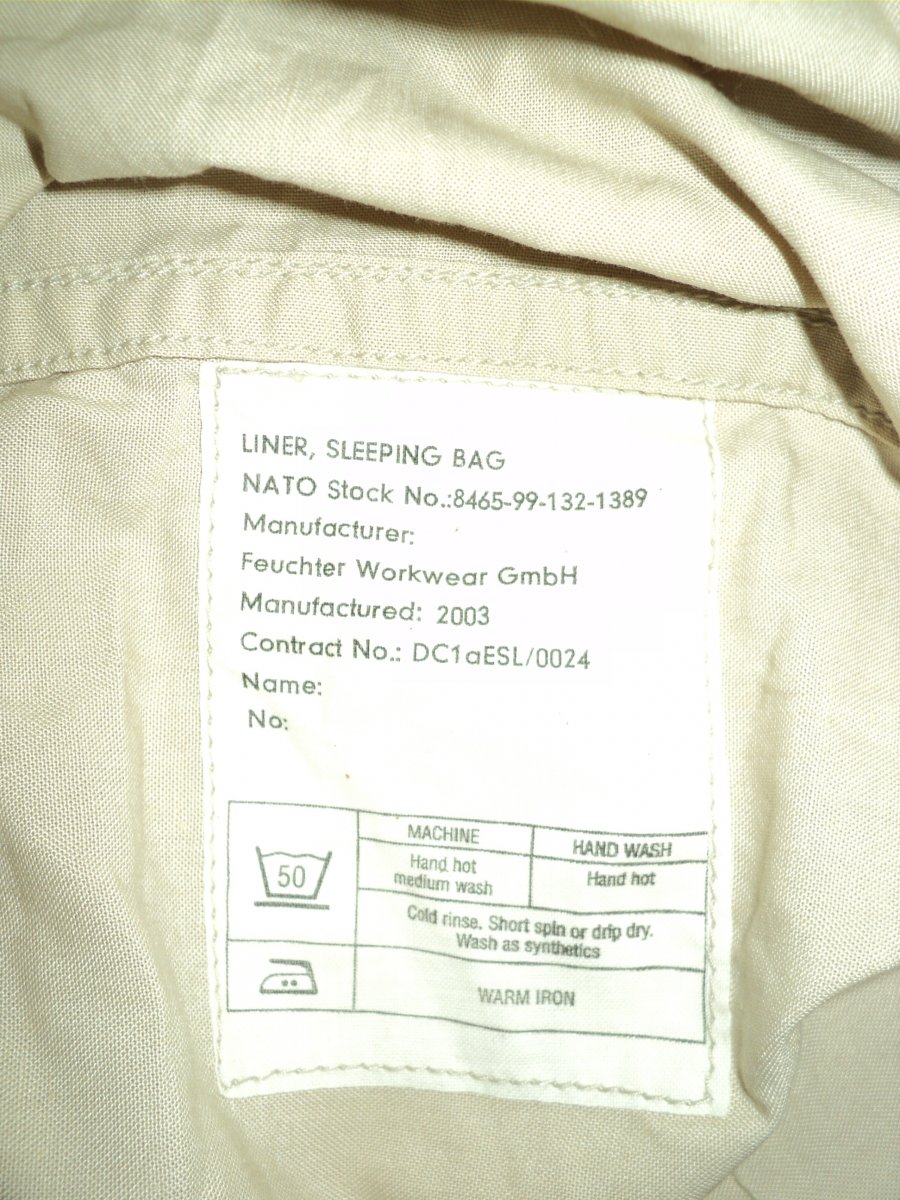 LINER, SLEEPING BAG
NATO Stock No.:8465-99-132-1389
Manufacturer:
Feuchter Workwear GmbH
Manufactured: 2003
Contract No.: DC1aESL/0024
Name:
No:
MACHINE
HAND WASH
50
Hand hot
medium wash
Hand hot
Cold rinse. Short spin or drip dry.
Wash as synthetics
WARM IRON